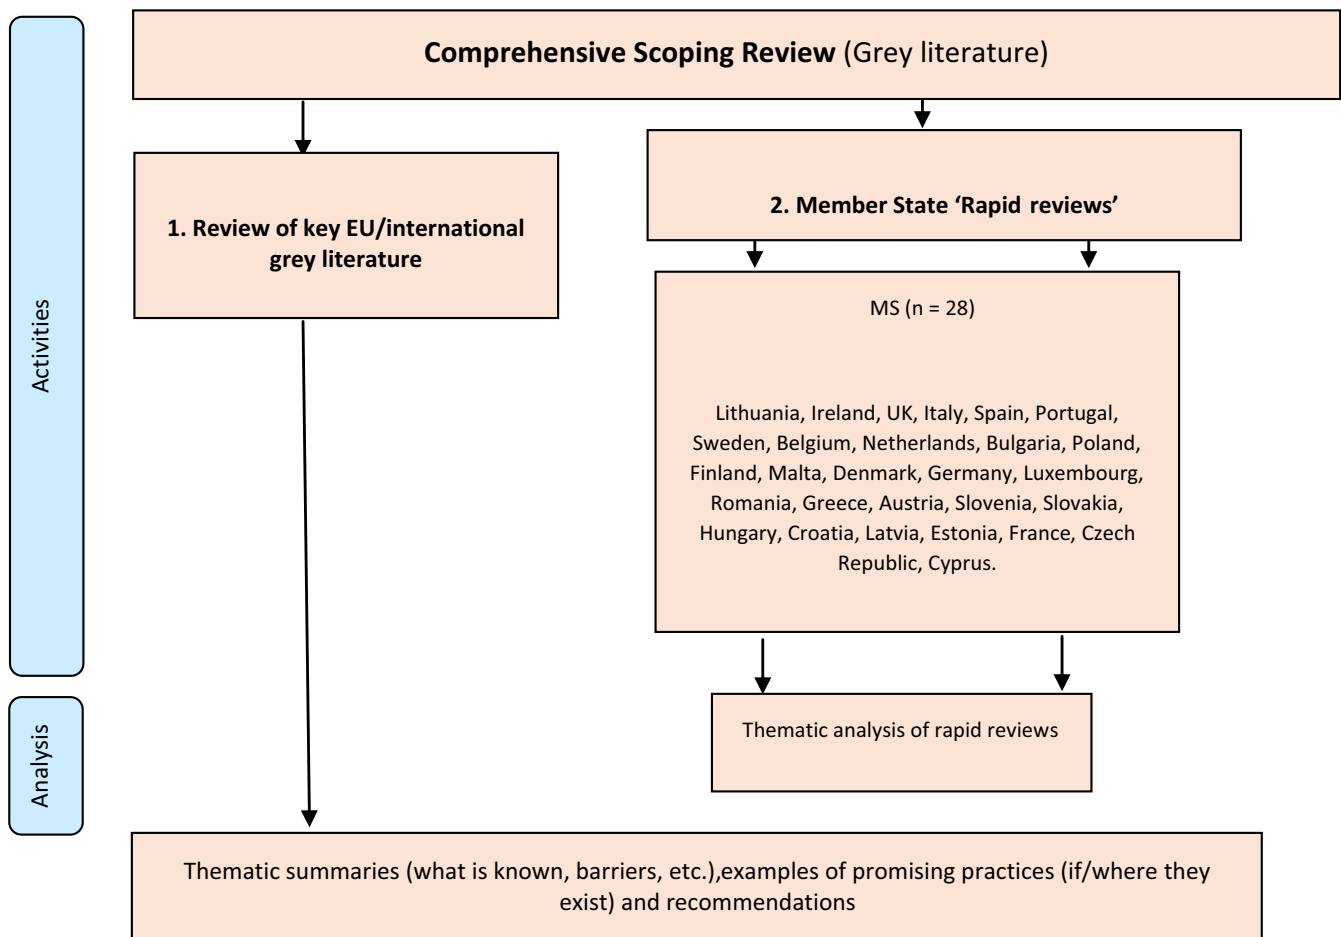 Comprehensive Scoping Review (Grey literature)
Activities
1. Review of key EU/international
grey literature
2. Member State ‘Rapid reviews’
MS (n = 28)
Lithuania, Ireland, UK, Italy, Spain, Portugal,
Sweden, Belgium, Netherlands, Bulgaria, Poland,
Finland, Malta, Denmark, Germany, Luxembourg,
Romania, Greece, Austria, Slovenia, Slovakia,
Hungary, Croatia, Latvia, Estonia, France, Czech
Republic, Cyprus.
Analysis
Thematic analysis of rapid reviews
Thematic summaries (what is known, barriers, etc.),examples of promising practices (if/where they
exist) and recommendations